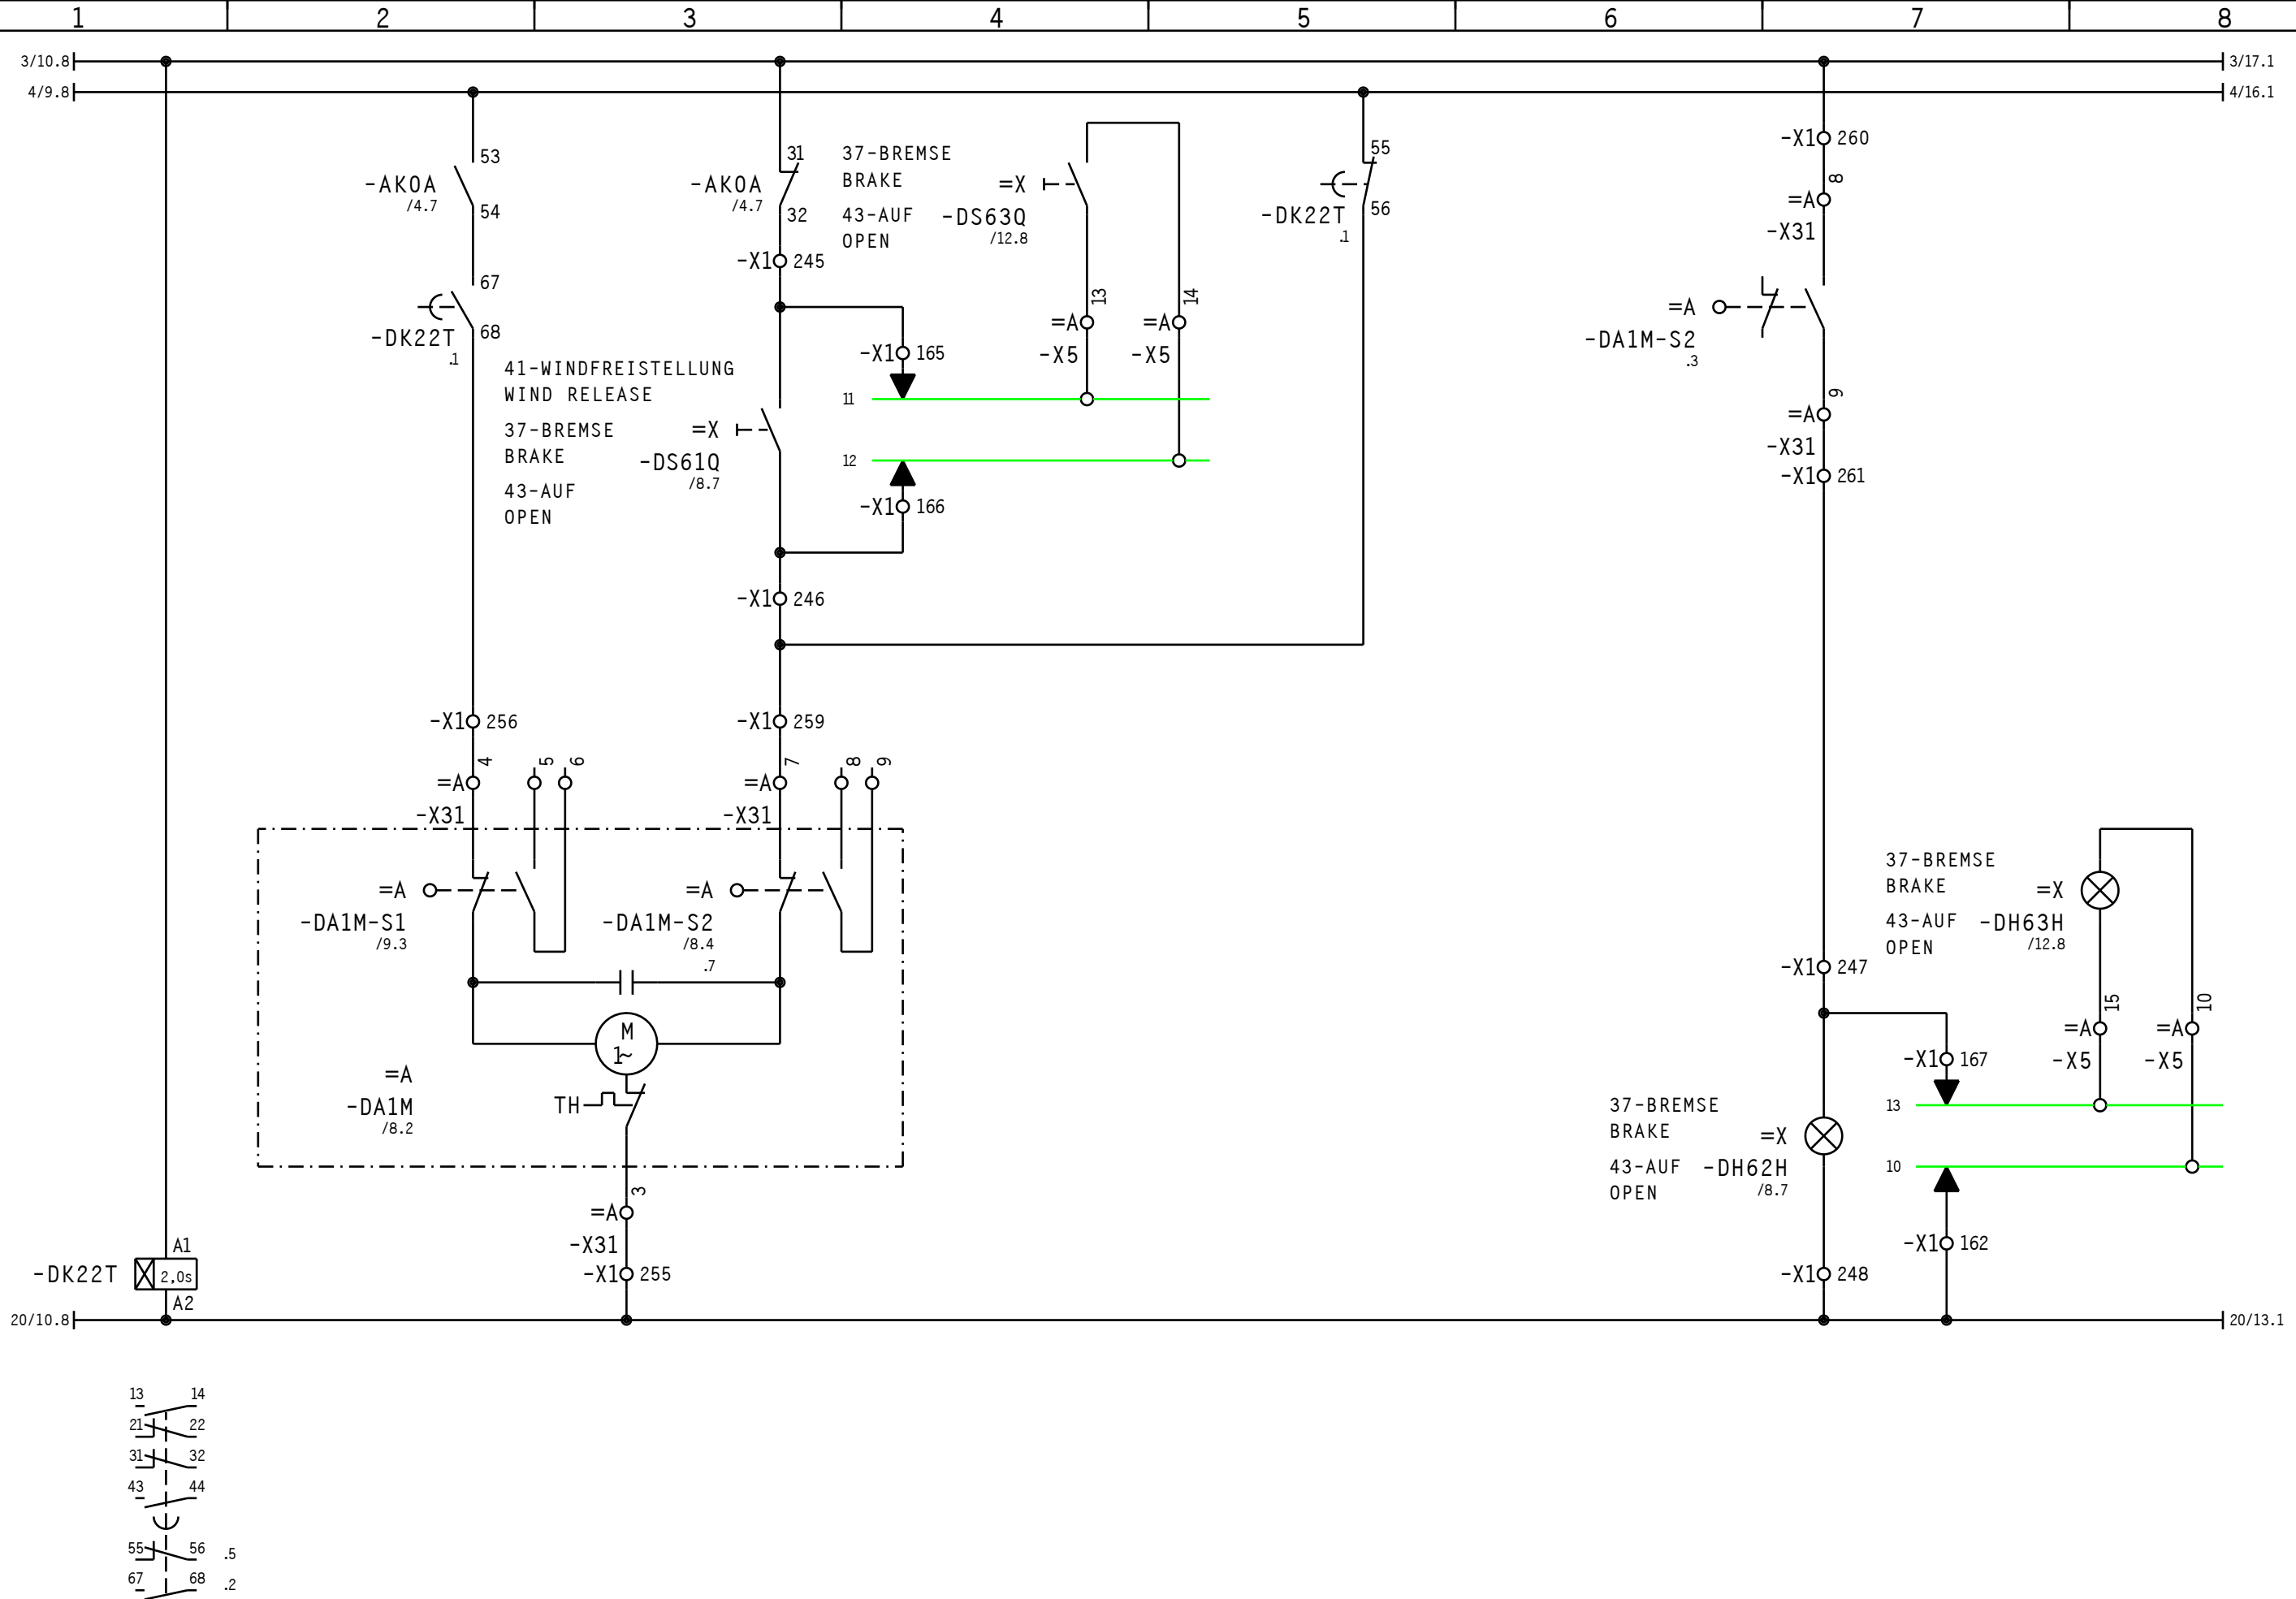 1 2 3 4 5 6 7 8
3/10.8 3/17.1
4/9.8 4/16.1
53
-AK0A
/4.7
54
67
-DK22T
68
.1
31
-AK0A
/4.7
32
-X1 245
37-BREMSE
BRAKE
43-AUF
OPEN
=X
-DS63Q
/12.8
13
=A
-X5
14
=A
-X5
55
-DK22T
56
.1
-X1 165
11
12
-X1 166
41-WINDFREISTELLUNG
WIND RELEASE
37-BREMSE
BRAKE
43-AUF
OPEN
=X
-DS61Q
/8.7
-X1 246
-X1 260
8
=A
-X31
=A
-DA1M-S2
.3
9
=A
-X31
-X1 261
-X1 256
4
=A
-X31
5
6
-X1 259
7
=A
-X31
8
9
=A
-DA1M-S1
/9.3
=A
-DA1M-S2
/8.4
.7
M
1~
=A
-DA1M
/8.2
TH
3
=A
-X31
-X1 255
-X1 247
-X1 167
13
10
-X1 162
37-BREMSE
BRAKE
43-AUF
OPEN
=X
-DH63H
/12.8
15
=A
-X5
10
=A
-X5
37-BREMSE
BRAKE
43-AUF
OPEN
=X
-DH62H
/8.7
-X1 248
A1
-DK22T 2,0s
A2
20/10.8 20/13.1
13 14
21 22
31 32
43 44
55 56 .5
67 68 .2